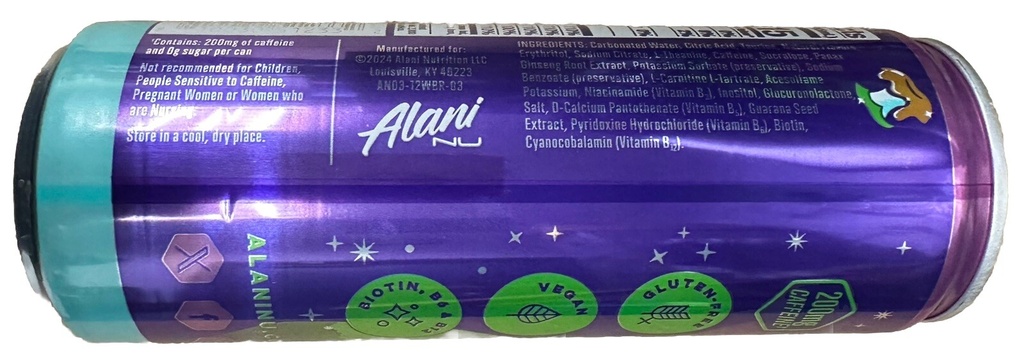 *Contains: 200mg of caffeine
and 0g sugar per can
Not recommended for Children,
People Sensitive to Caffeine,
Pregnant Women or Women who
are Nursing.
Store in a cool, dry place.
Manufactured for:
©2024 Alani Nutrition LLC
Louisville, KY 40223
AN03-12WBR-03
Alani
NU
INGREDIENTS: Carbonated Water, Citric Acid,
Erythritol, Sodium Citrate, L-Theanine, Caffeine, Sucralose, Panax
Ginseng Root Extract, Potassium Sorbate (preservative), Sodium
Benzoate (preservative), L-Carnitine L-Tartrate, Acesulfame
Potassium, Niacinamide (Vitamin B₃), Inositol, Glucuronolactone,
Salt, D-Calcium Pantothenate (Vitamin B₅), Guarana Seed
Extract, Pyridoxine Hydrochloride (Vitamin B₆), Biotin,
Cyanocobalamin (Vitamin B₁₂).
ALANINU.
BIOTIN, B6 & B12
VEGAN
GLUTEN-FREE
200mg
CAFFEINE*